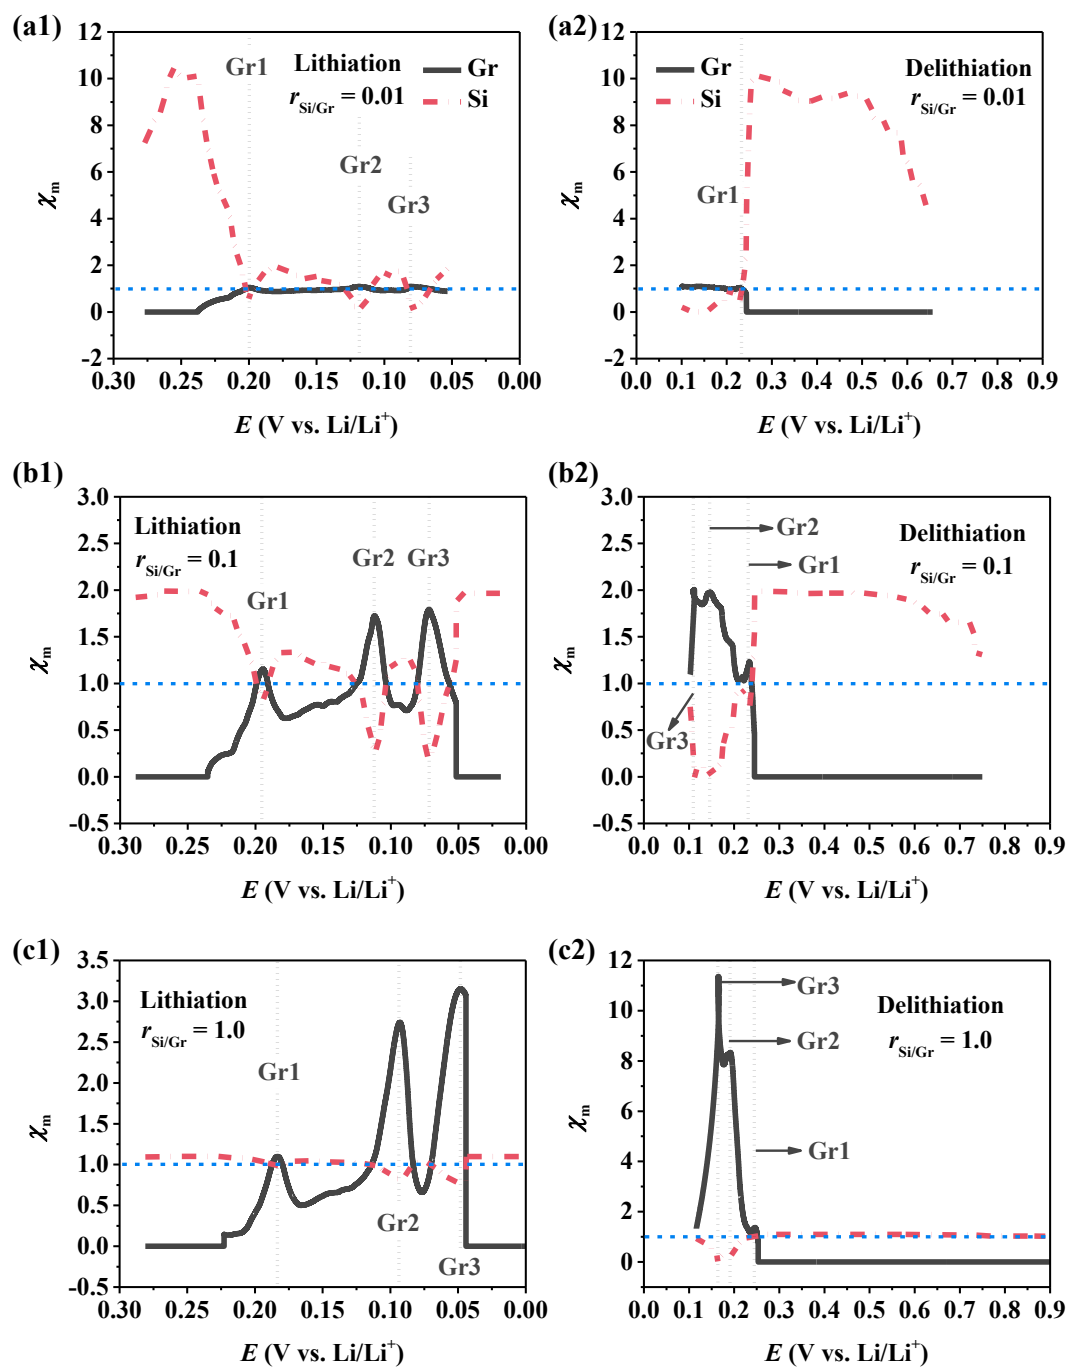 (a1)
12
10
8
6
4
2
0
-2
χm
Gr1
Lithiation
rSi/Gr = 0.01
Gr2
Gr3
Gr
Si
0.30 0.25 0.20 0.15 0.10 0.05 0.00
E (V vs. Li/Li+)
(a2)
12
10
8
6
4
2
0
-2
χm
Gr
Si
Delithiation
rSi/Gr = 0.01
Gr1
0.0 0.1 0.2 0.3 0.4 0.5 0.6 0.7 0.8 0.9
E (V vs. Li/Li+)
(b1)
3.0
2.5
2.0
1.5
1.0
0.5
0.0
-0.5
χm
Lithiation
rSi/Gr = 0.1
Gr1
Gr2
Gr3
0.30 0.25 0.20 0.15 0.10 0.05 0.00
E (V vs. Li/Li+)
(b2)
3.0
2.5
2.0
1.5
1.0
0.5
0.0
-0.5
χm
Gr2
Gr1
Delithiation
rSi/Gr = 0.1
Gr3
0.0 0.1 0.2 0.3 0.4 0.5 0.6 0.7 0.8 0.9
E (V vs. Li/Li+)
(c1)
3.5
3.0
2.5
2.0
1.5
1.0
0.5
0.0
-0.5
χm
Lithiation
rSi/Gr = 1.0
Gr1
Gr2
Gr3
0.30 0.25 0.20 0.15 0.10 0.05 0.00
E (V vs. Li/Li+)
(c2)
12
10
8
6
4
2
0
χm
Gr3
Gr2
Delithiation
rSi/Gr = 1.0
Gr1
0.0 0.1 0.2 0.3 0.4 0.5 0.6 0.7 0.8 0.9
E (V vs. Li/Li+)